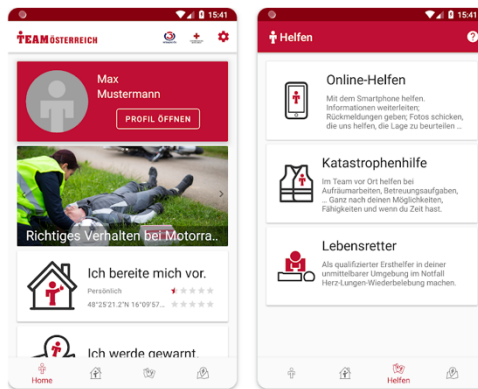 15:41
TEAMÖSTERREICH
Max
Mustermann
PROFIL ÖFFNEN
Richtiges Verhalten bei Motorra..
Ich bereite mich vor.
Persönlich
48°25'21.2"N 16°09'57...
Ich werde gewarnt.
Home
15:41
Helfen
?
Online-Helfen
Mit dem Smartphone helfen.
Informationen weiterleiten;
Rückmeldungen geben; Fotos schicken,
die uns helfen, die Lage zu beurteilen ...
Katastrophenhilfe
Im Team vor Ort helfen bei
Aufräumarbeiten, Betreuungsaufgaben,
... Ganz nach deinen Möglichkeiten,
Fähigkeiten und wenn du Zeit hast.
Lebensretter
Als qualifizierter Ersthelfer in deiner
unmittelbarer Umgebung im Notfall
Herz-Lungen-Wiederbelebung machen.
Helfen